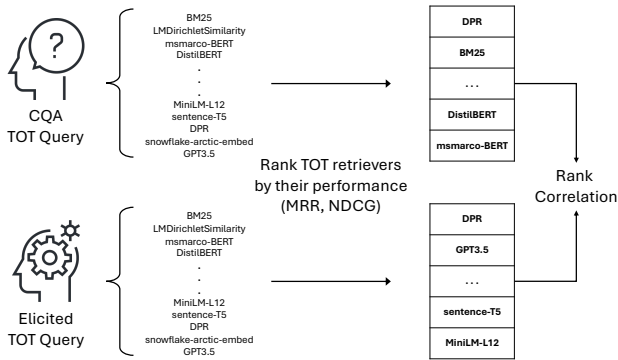 ?
CQA
TOT Query
BM25
LMDirichletSimilarity
msmarco-BERT
DistilBERT
.
.
.
MiniLM-L12
sentence-T5
DPR
snowflake-arctic-embed
GPT3.5
DPR
BM25
...
DistilBERT
msmarco-BERT
Rank TOT retrievers
by their performance
(MRR, NDCG)
Rank
Correlation
Elicited
TOT Query
BM25
LMDirichletSimilarity
msmarco-BERT
DistilBERT
.
.
.
MiniLM-L12
sentence-T5
DPR
snowflake-arctic-embed
GPT3.5
DPR
GPT3.5
...
sentence-T5
MiniLM-L12